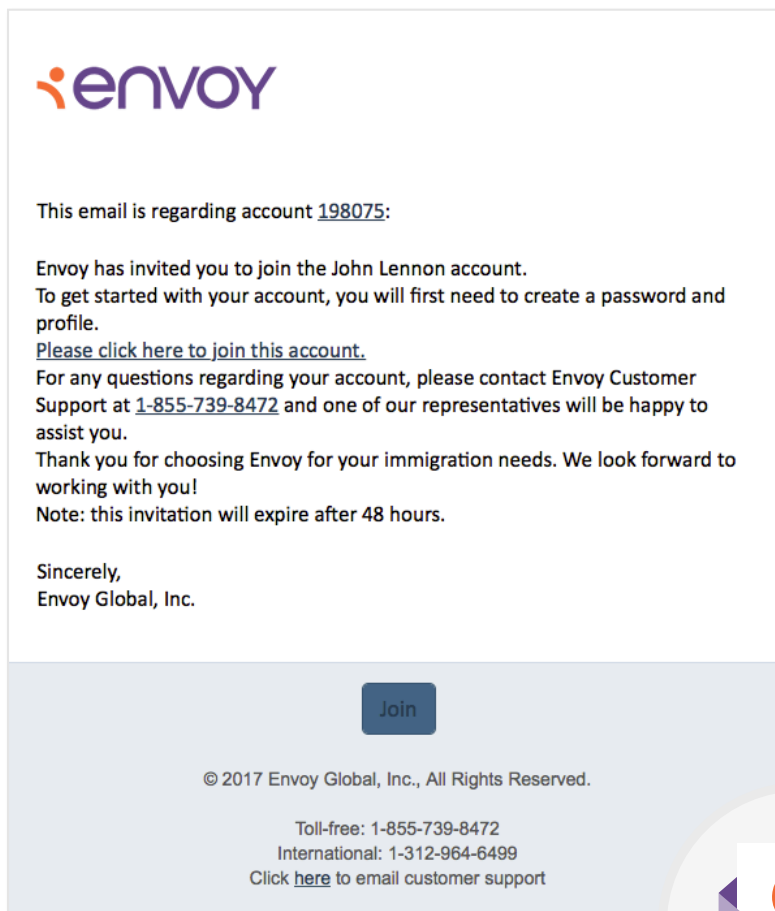 envoy
This email is regarding account 198075:
Envoy has invited you to join the John Lennon account.
To get started with your account, you will first need to create a password and
profile.
Please click here to join this account.
For any questions regarding your account, please contact Envoy Customer
Support at 1-855-739-8472 and one of our representatives will be happy to
assist you.
Thank you for choosing Envoy for your immigration needs. We look forward to
working with you!
Note: this invitation will expire after 48 hours.
Sincerely,
Envoy Global, Inc.
Join
© 2017 Envoy Global, Inc., All Rights Reserved.
Toll-free: 1-855-739-8472
International: 1-312-964-6499
Click here to email customer support